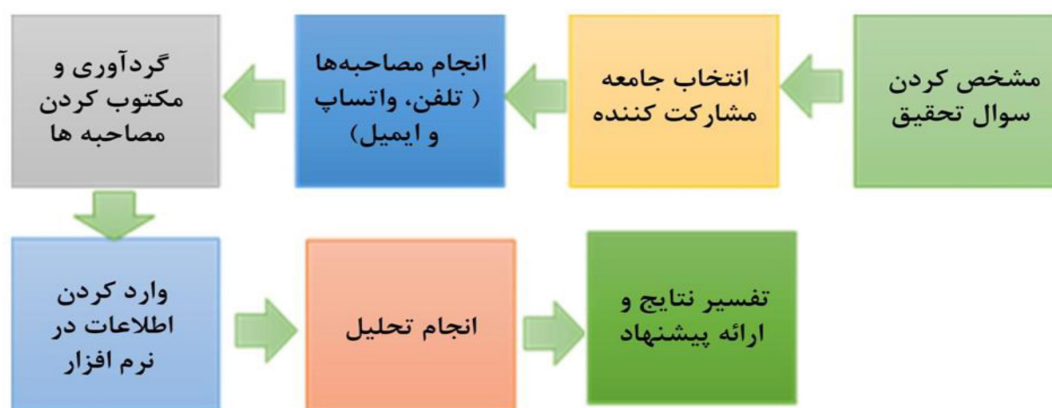 مشخص کردن
سوال تحقیق
انتخاب جامعه
مشارکت کننده
انجام مصاحبه‌ها
( تلفن، واتساپ
و ایمیل)
گردآوری و
مکتوب کردن
مصاحبه ها
وارد کردن
اطلاعات در
نرم افزار
انجام تحلیل
تفسیر نتایج و
ارائه پیشنهاد